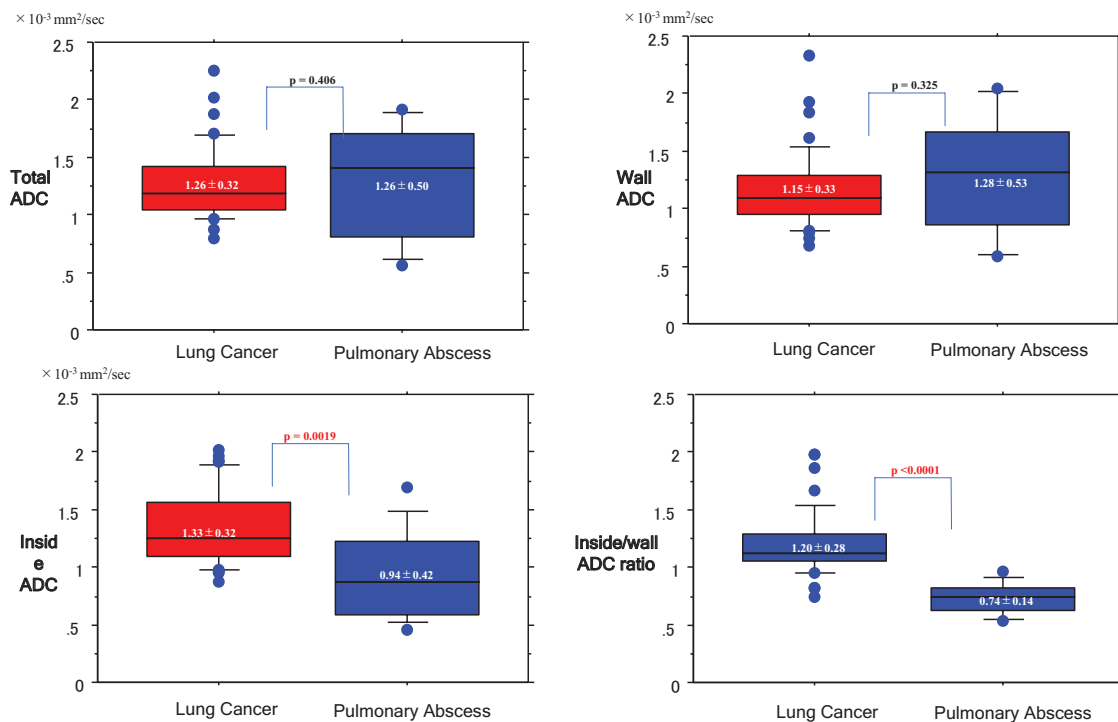 × 10⁻³ mm²/sec
2.5
2
1.5
1
.5
0
Total
ADC
p = 0.406
1.26±0.32
1.26±0.50
Lung Cancer
Pulmonary Abscess
× 10⁻³ mm²/sec
2.5
2
1.5
1
.5
0
Wall
ADC
p = 0.325
1.15±0.33
1.28±0.53
Lung Cancer
Pulmonary Abscess
× 10⁻³ mm²/sec
2.5
2
1.5
1
.5
0
Insid
e
ADC
p = 0.0019
1.33±0.32
0.94±0.42
Lung Cancer
Pulmonary Abscess
2.5
2
1.5
1
.5
0
Inside/wall
ADC ratio
p <0.0001
1.20±0.28
0.74±0.14
Lung Cancer
Pulmonary Abscess